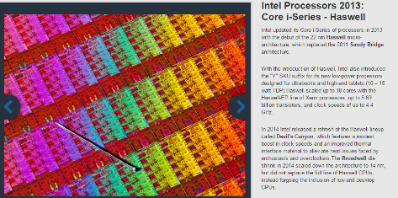 Intel Processors 2013:
Core i-Series - Haswell
Intel updated its Core i-Series of processors in 2013
with the debut of the 22 nm Haswell micro-
architecture, which replaced the 2011 Sandy Bridge
architecture.
With the introduction of Haswell, Intel also introduced
the "Y" SKU suffix for its new low-power processors
designed for ultrabooks and high-end tablets (10 – 15
watt TDP). Haswell scaled up to 18 cores with the
Haswell-EP line of Xeon processors, up to 5.69
billion transistors, and clock speeds of up to 4.4
GHz.
In 2014 Intel released a refresh of the Haswell lineup
called Devil's Canyon, which features a modest
boost in clock speeds and an improved thermal
interface material to alleviate heat issues faced by
enthusiasts and overclockers. The Broadwell die
shrink in 2014 scaled down the architecture to 14 nm,
but did not replace the full line of Haswell CPUs,
instead forgoing the inclusion of low-end desktop
CPUs.